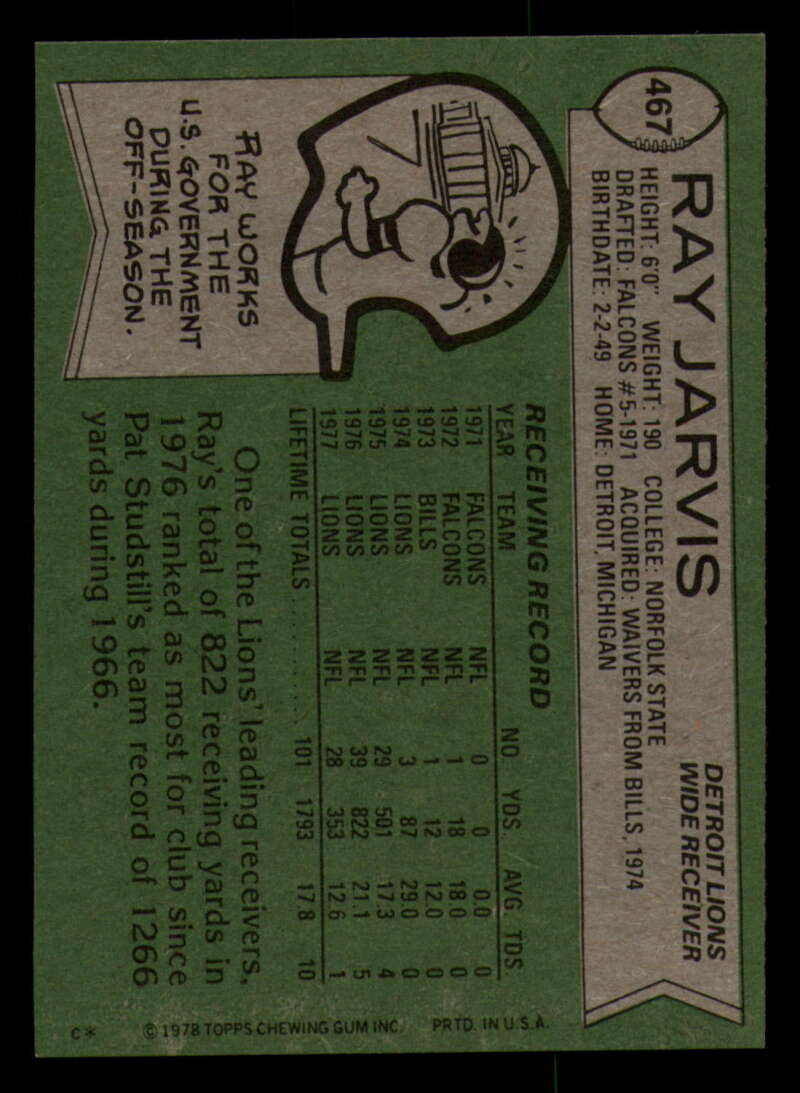 467
RAY JARVIS
DETROIT LIONS
WIDE RECEIVER
HEIGHT: 6'0" WEIGHT: 190 COLLEGE: NORFOLK STATE
DRAFTED: FALCONS #5-1971 ACQUIRED: WAIVERS FROM BILLS, 1974
BIRTHDATE: 2-2-49 HOME: DETROIT, MICHIGAN
RAY WORKS
FOR THE
U.S. GOVERNMENT
DURING THE
OFF-SEASON.
RECEIVING RECORD
YEAR TEAM NO YDS. AVG. TDS.
1971 FALCONS NFL 0 0 0.0 0
1972 FALCONS NFL 1 18 18.0 0
1973 BILLS NFL 1 12 12.0 0
1974 LIONS NFL 3 87 29.0 0
1975 LIONS NFL 29 501 17.3 4
1976 LIONS NFL 39 822 21.1 5
1977 LIONS NFL 28 353 12.6 1
LIFETIME TOTALS .......... 101 1793 17.8 10
One of the Lions' leading receivers,
Ray's total of 822 receiving yards in
1976 ranked as most for club since
Pat Studstill's team record of 1266
yards during 1966.
C* © 1978 TOPPS CHEWING GUM INC. PRTD. IN U.S.A.